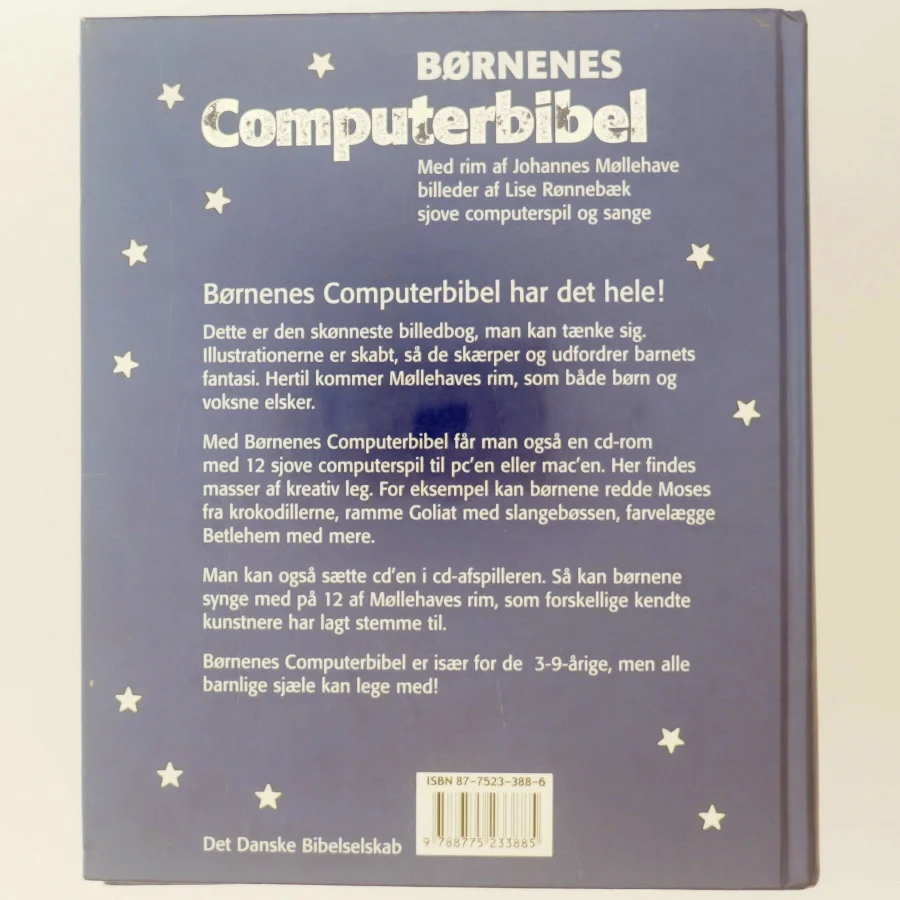 BØRNENES
Computerbibel
Med rim af Johannes Møllehave
billeder af Lise Rønnebæk
sjove computerspil og sange
Børnenes Computerbibel har det hele!
Dette er den skønneste billedbog, man kan tænke sig.
Illustrationerne er skabt, så de skærper og udfordrer barnets
fantasi. Hertil kommer Møllehaves rim, som både børn og
voksne elsker.
Med Børnenes Computerbibel får man også en cd-rom
med 12 sjove computerspil til pc'en eller mac'en. Her findes
masser af kreativ leg. For eksempel kan børnene redde Moses
fra krokodillerne, ramme Goliat med slangebøssen, farvelægge
Betlehem med mere.
Man kan også sætte cd'en i cd-afspilleren. Så kan børnene
synge med på 12 af Møllehaves rim, som forskellige kendte
kunstnere har lagt stemme til.
Børnenes Computerbibel er især for de 3-9-årige, men alle
barnlige sjæle kan lege med!
ISBN 87-7523-388-6
9 788775 233885
Det Danske Bibelselskab